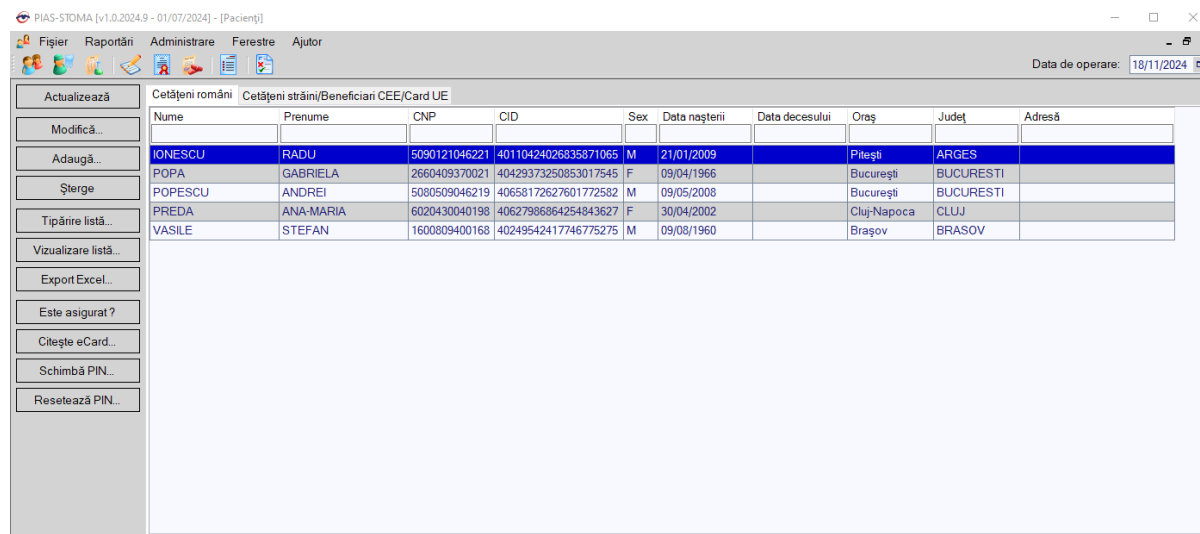 PIAS-STOMA [v1.0.2024.9 - 01/07/2024] - [Pacienţi]
Fişier Raportări Administrare Ferestre Ajutor
Data de operare: 18/11/2024
Actualizează
Modifică...
Adaugă...
Şterge
Tipărire listă...
Vizualizare listă...
Export Excel...
Este asigurat ?
Citeşte eCard...
Schimbă PIN...
Resetează PIN...
Cetăţeni români Cetăţeni străini/Beneficiari CEE/Card UE
Nume Prenume CNP CID Sex Data naşterii Data decesului Oraş Judeţ Adresă
IONESCU RADU 5090121046221 40110424026835871065 M 21/01/2009 Piteşti ARGES
POPA GABRIELA 2660409370021 40429373250853017545 F 09/04/1966 Bucureşti BUCURESTI
POPESCU ANDREI 5080509046219 40658172627601772582 M 09/05/2008 Bucureşti BUCURESTI
PREDA ANA-MARIA 6020430040198 40627986864254843627 F 30/04/2002 Cluj-Napoca CLUJ
VASILE STEFAN 1600809400168 40249542417746775275 M 09/08/1960 Braşov BRASOV